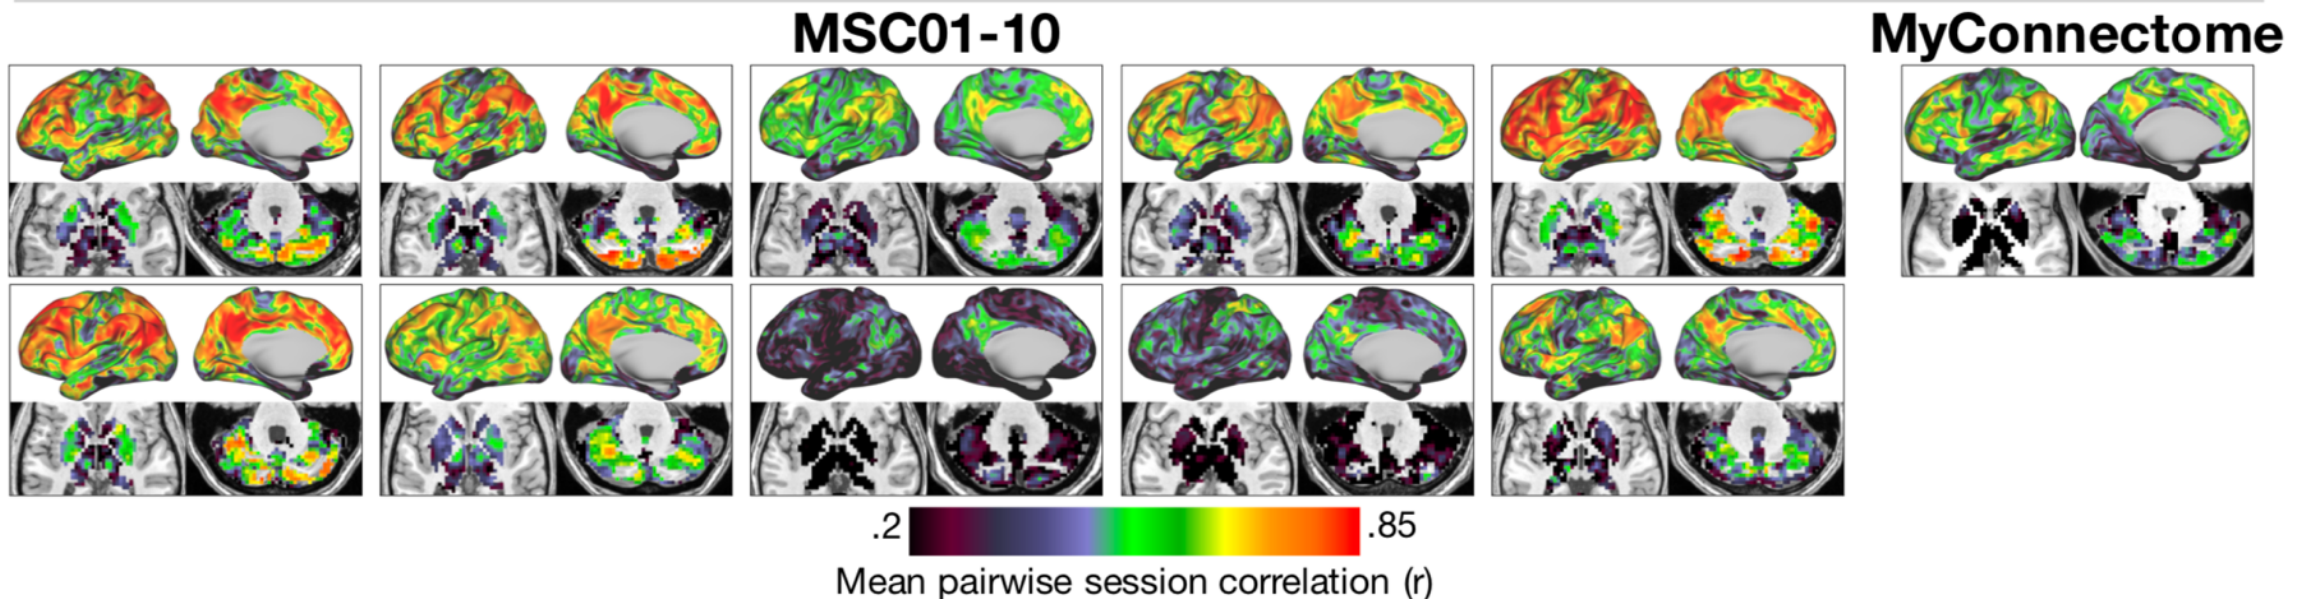 MSC01-10
MyConnectome
.2
.85
Mean pairwise session correlation (r)